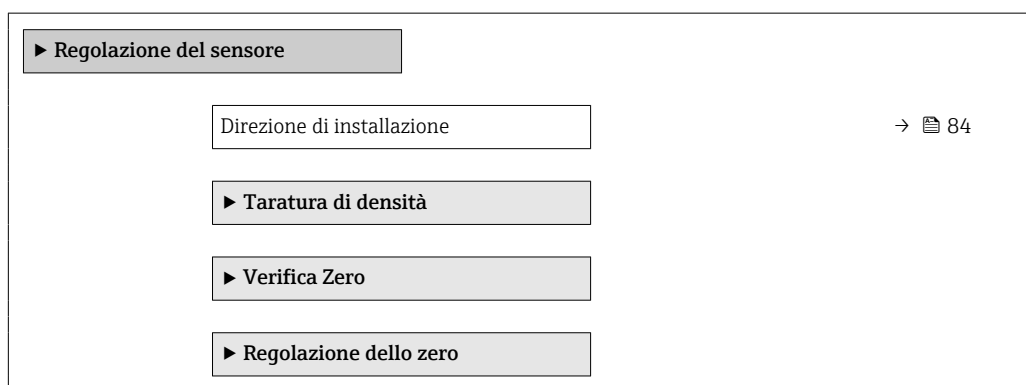 ▶ Regolazione del sensore
Direzione di installazione → 🖺 84
▶ Taratura di densità
▶ Verifica Zero
▶ Regolazione dello zero